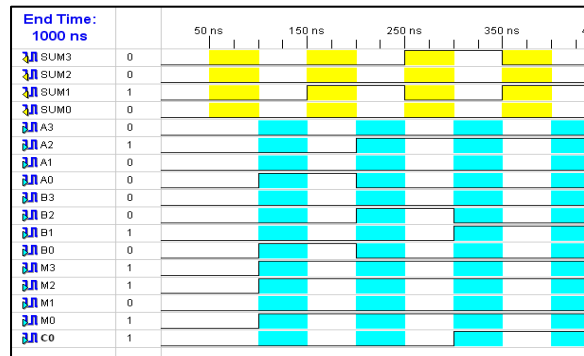 End Time:
1000 ns
50 ns 150 ns 250 ns 350 ns 4
SUM3 0
SUM2 0
SUM1 1
SUM0 0
A3 0
A2 1
A1 0
A0 0
B3 0
B2 0
B1 1
B0 0
M3 1
M2 1
M1 0
M0 1
C0 1